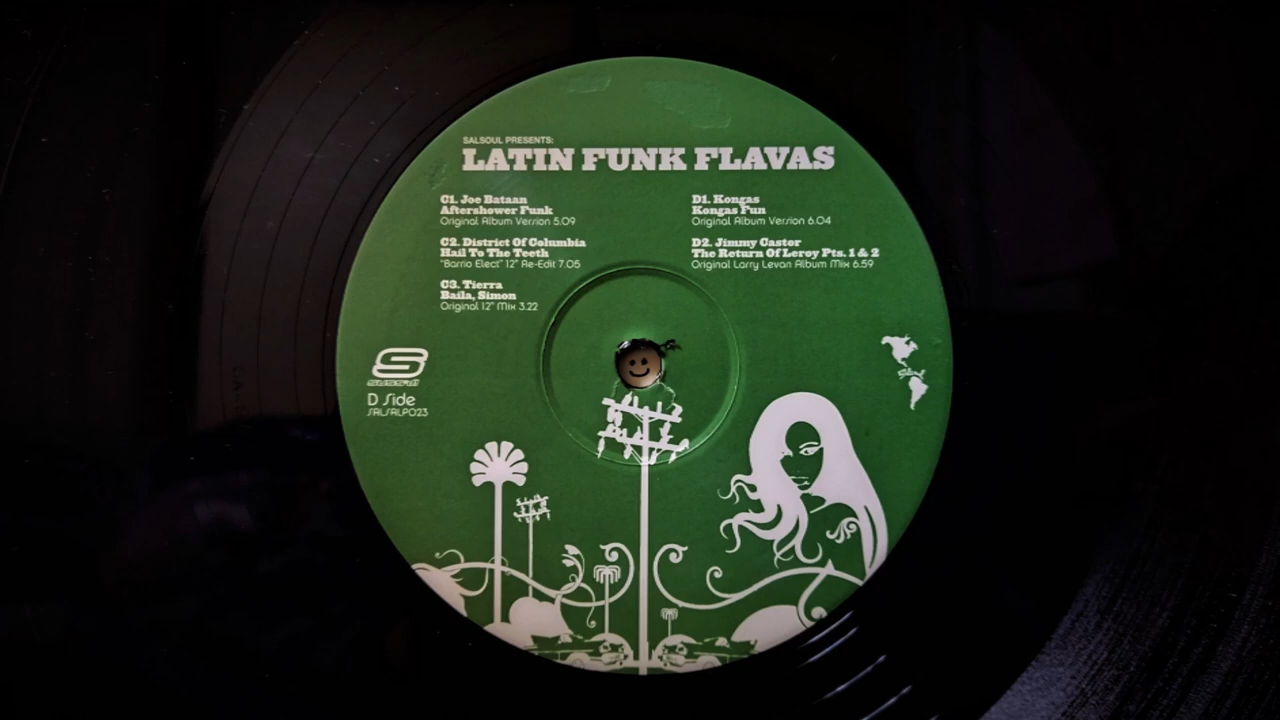 SALSOUL PRESENTS:
LATIN FUNK FLAVAS
C1. Joe Bataan
Aftershower Funk
Original Album Version 5.09
C2. District Of Columbia
Hail To The Teeth
"Barrio Elect" 12" Re-Edit 7.05
C3. Tierra
Baila, Simon
Original 12" Mix 3.22
D1. Kongas
Kongas Fun
Original Album Version 6.04
D2. Jimmy Castor
The Return Of Leroy Pts. 1 & 2
Original Larry Levan Album Mix 6.59
SUSS'D!
D Side
SALSALP023